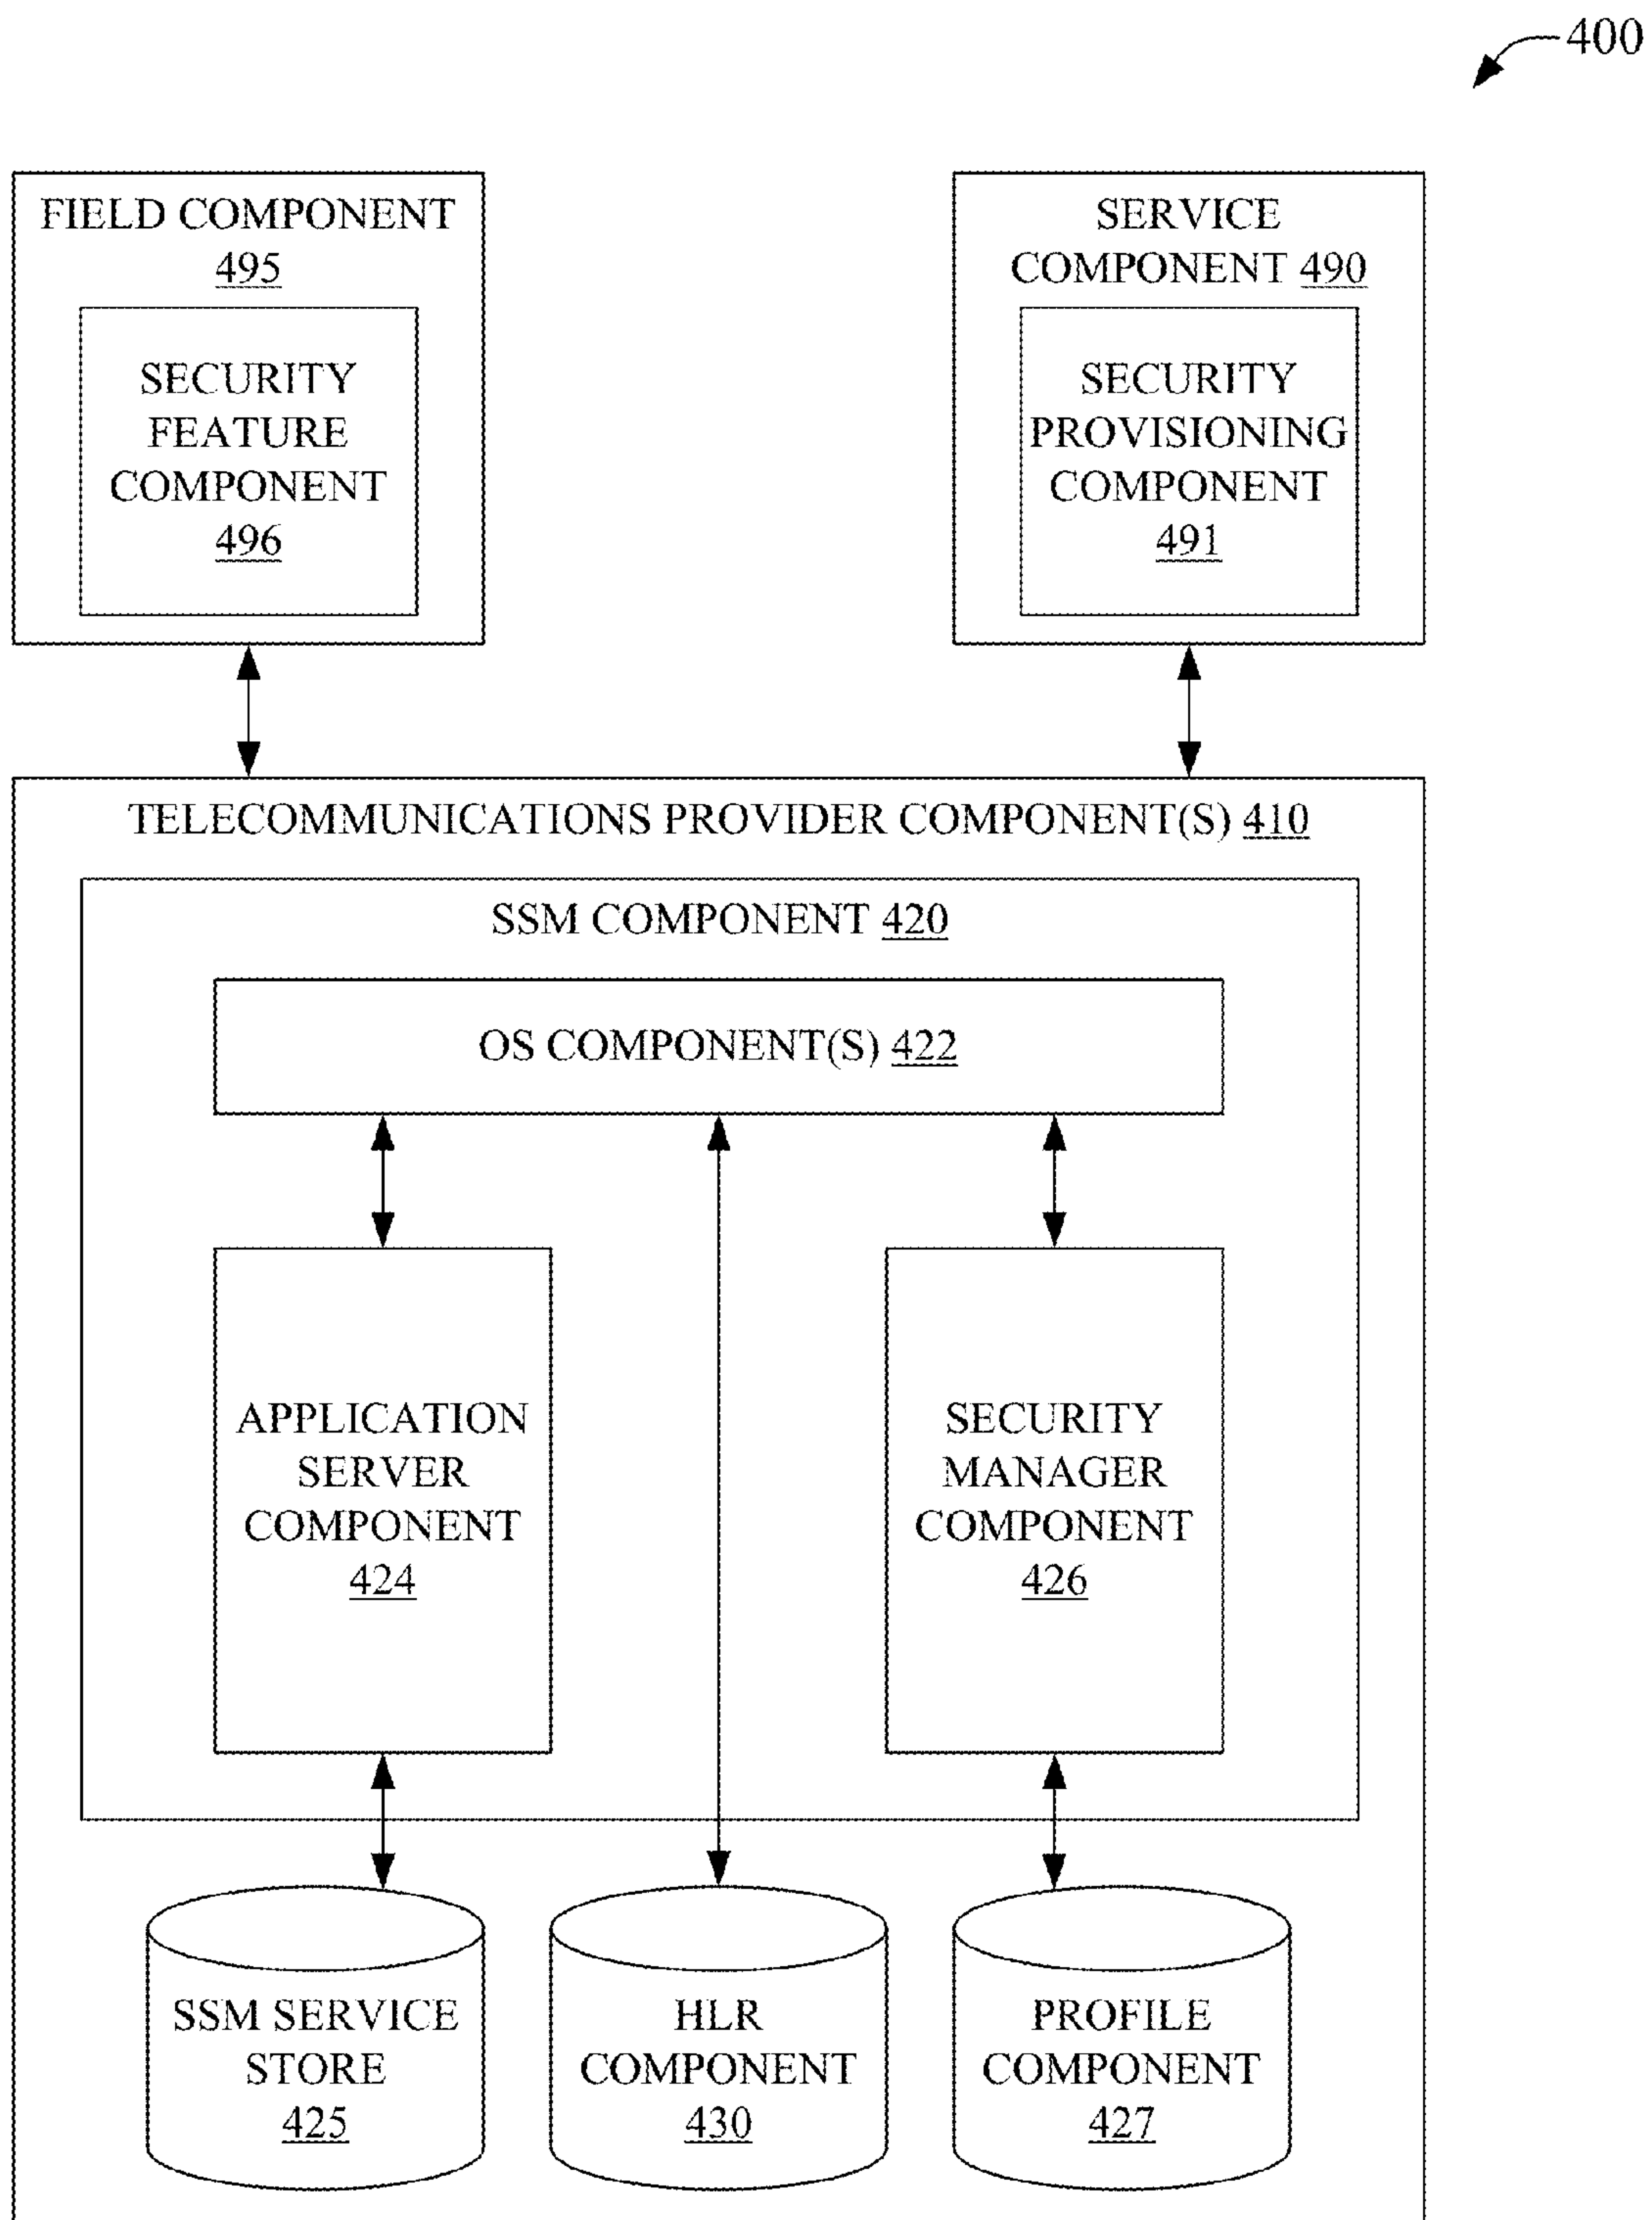 400
FIELD COMPONENT
495
SECURITY
FEATURE
COMPONENT
496
SERVICE
COMPONENT 490
SECURITY
PROVISIONING
COMPONENT
491
TELECOMMUNICATIONS PROVIDER COMPONENT(S) 410
SSM COMPONENT 420
OS COMPONENT(S) 422
APPLICATION
SERVER
COMPONENT
424
SECURITY
MANAGER
COMPONENT
426
SSM SERVICE
STORE
425
HLR
COMPONENT
430
PROFILE
COMPONENT
427